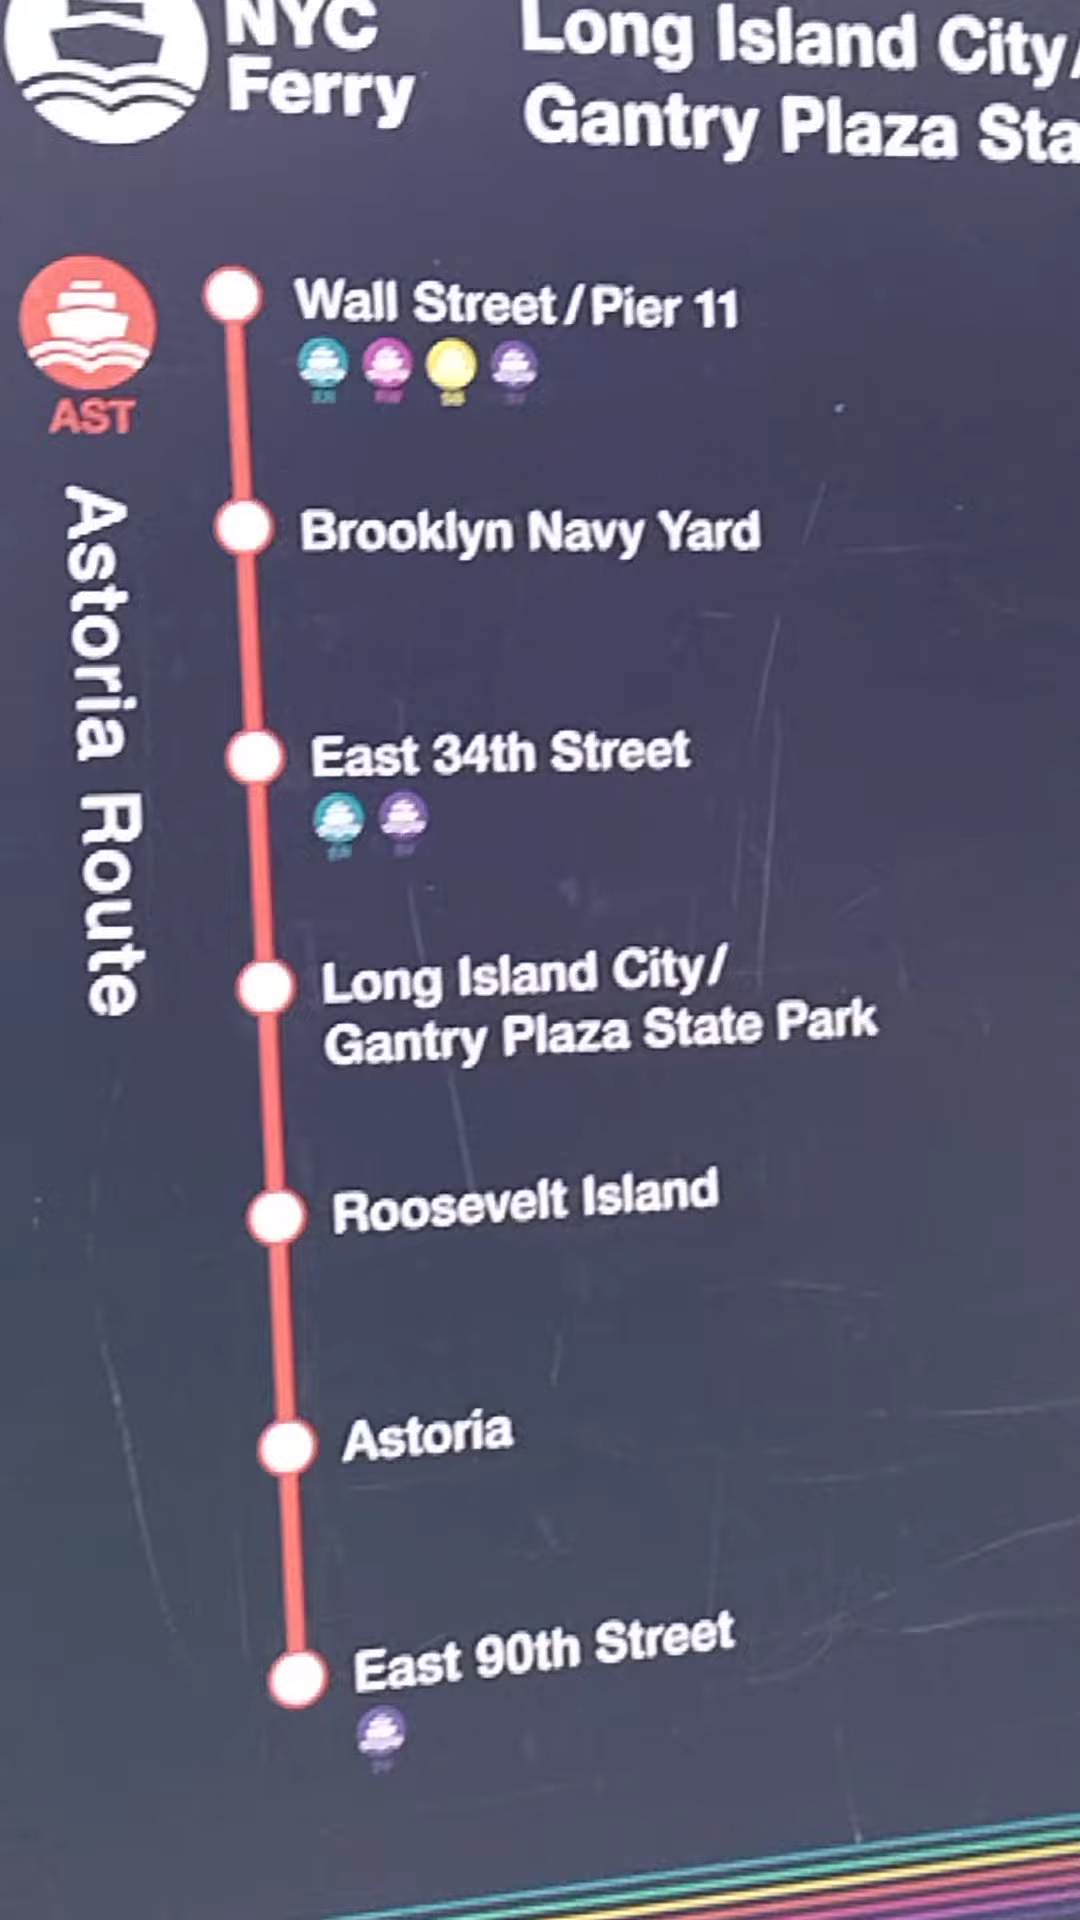 NYC
Ferry
Long Island City/
Gantry Plaza Sta
AST
Astoria Route
Wall Street/Pier 11
Brooklyn Navy Yard
East 34th Street
Long Island City/
Gantry Plaza State Park
Roosevelt Island
Astoria
East 90th Street